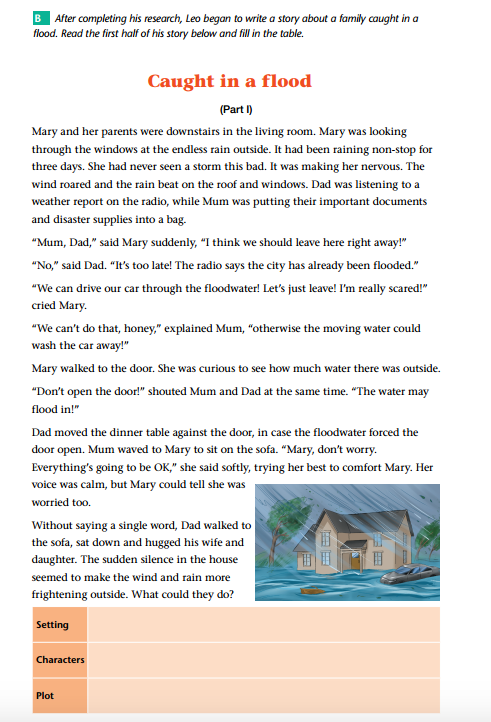 B After completing his research, Leo began to write a story about a family caught in a
flood. Read the first half of his story below and fill in the table.
Caught in a flood
(Part I)
Mary and her parents were downstairs in the living room. Mary was looking
through the windows at the endless rain outside. It had been raining non-stop for
three days. She had never seen a storm this bad. It was making her nervous. The
wind roared and the rain beat on the roof and windows. Dad was listening to a
weather report on the radio, while Mum was putting their important documents
and disaster supplies into a bag.
“Mum, Dad,” said Mary suddenly, “I think we should leave here right away!”
“No,” said Dad. “It’s too late! The radio says the city has already been flooded.”
“We can drive our car through the floodwater! Let’s just leave! I’m really scared!”
cried Mary.
“We can’t do that, honey,” explained Mum, “otherwise the moving water could
wash the car away!”
Mary walked to the door. She was curious to see how much water there was outside.
“Don’t open the door!” shouted Mum and Dad at the same time. “The water may
flood in!”
Dad moved the dinner table against the door, in case the floodwater forced the
door open. Mum waved to Mary to sit on the sofa. “Mary, don’t worry.
Everything’s going to be OK,” she said softly, trying her best to comfort Mary. Her
voice was calm, but Mary could tell she was
worried too.
Without saying a single word, Dad walked to
the sofa, sat down and hugged his wife and
daughter. The sudden silence in the house
seemed to make the wind and rain more
frightening outside. What could they do?
Setting
Characters
Plot